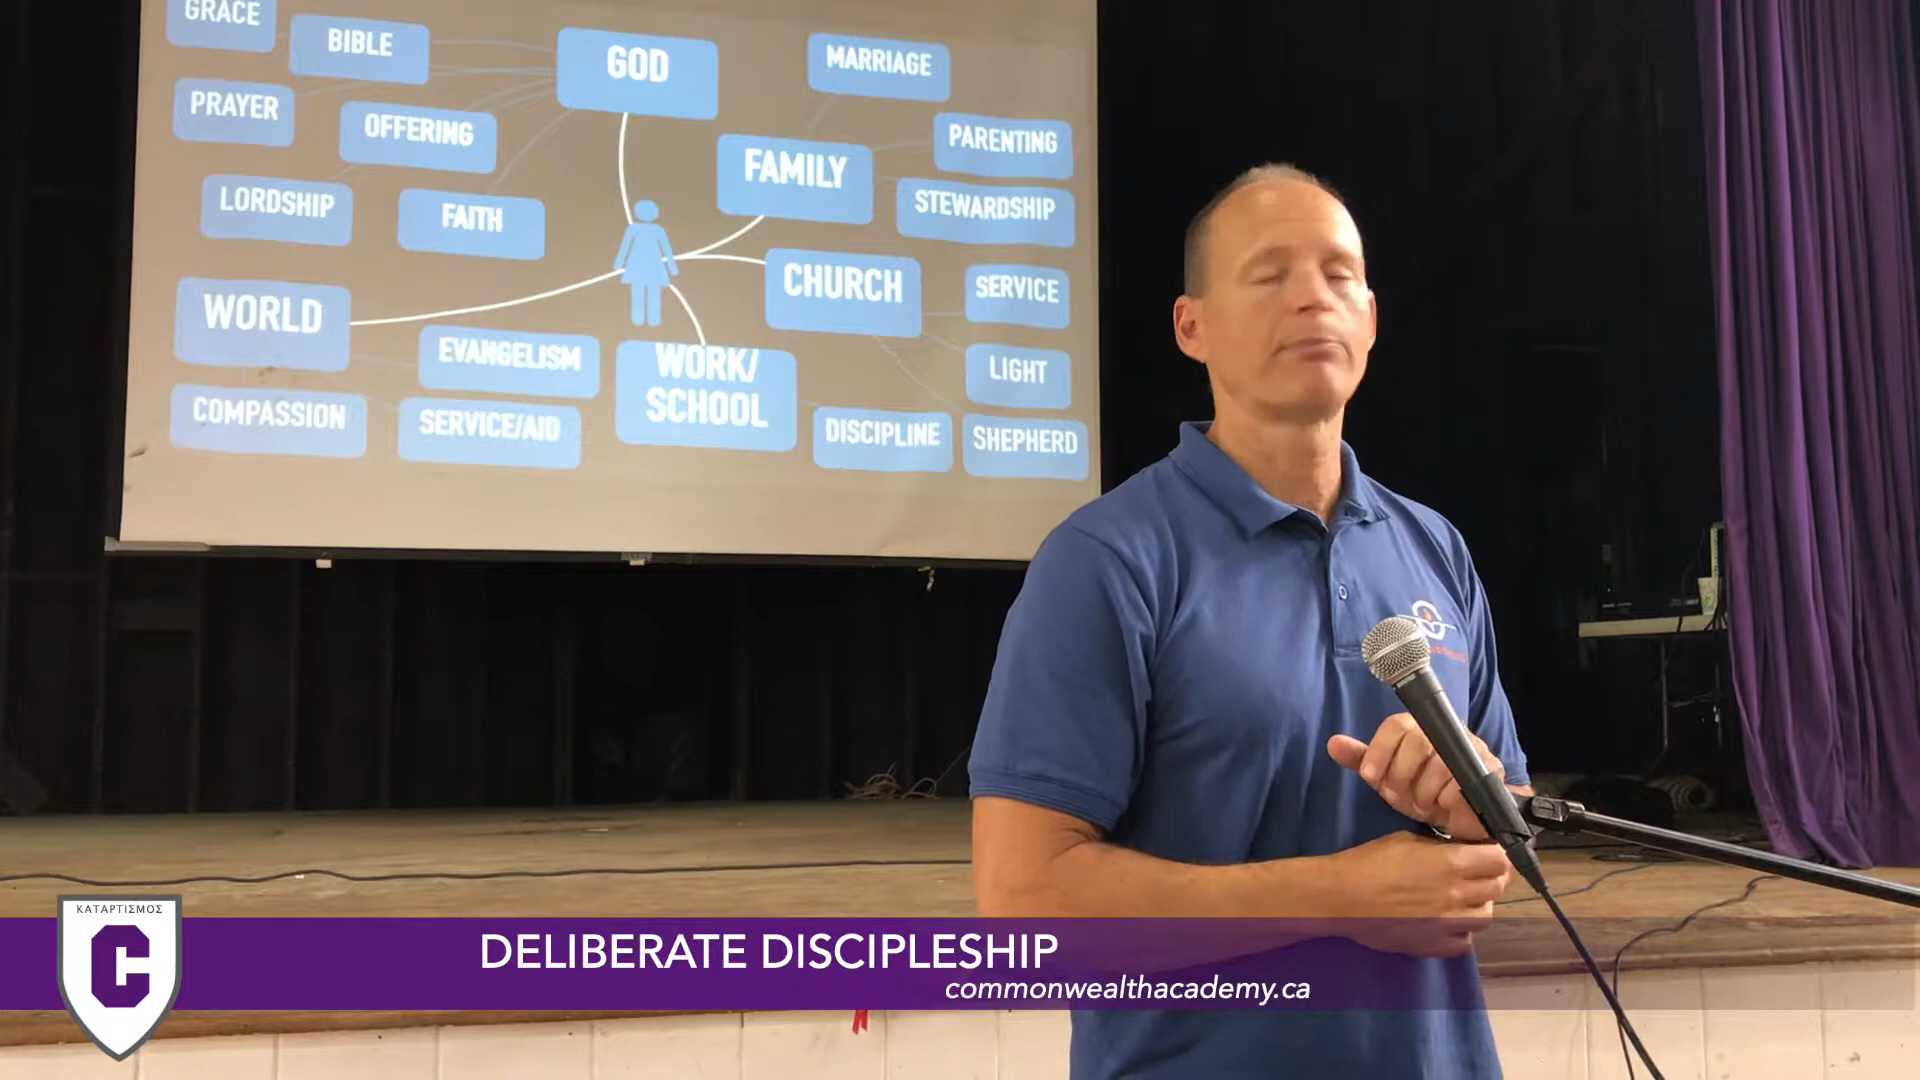 GRACE
BIBLE
GOD
MARRIAGE
PRAYER
OFFERING
FAMILY
PARENTING
LORDSHIP
FAITH
STEWARDSHIP
WORLD
CHURCH
SERVICE
EVANGELISM
WORK/
SCHOOL
LIGHT
COMPASSION
SERVICE/AID
DISCIPLINE
SHEPHERD
ΚΑΤΑΡΤΙΣΜΟΣ
C
DELIBERATE DISCIPLESHIP
commonwealthacademy.ca